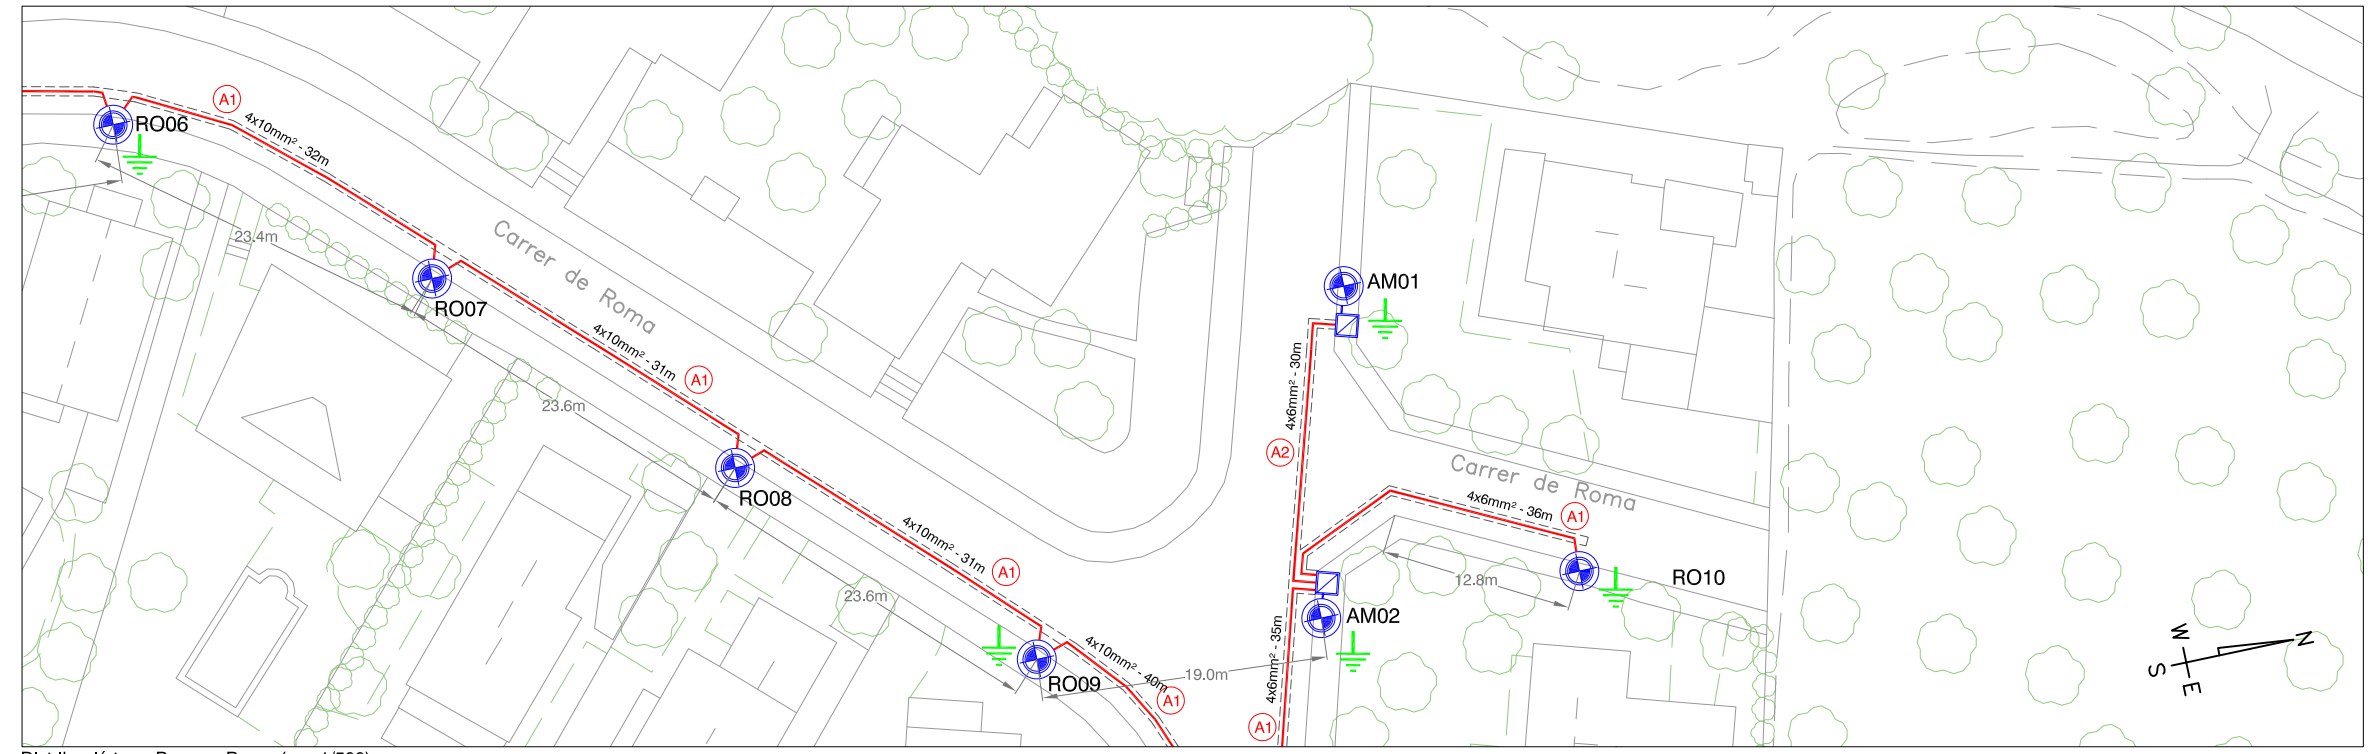 A1
4x10mm² - 32m
RO06
23.4m
RO07
Carrer de Roma
4x10mm² - 31m
A1
23.6m
RO08
4x10mm² - 31m
A1
23.6m
RO09
4x10mm² - 40m
A1
19.0m
AM01
4x6mm² - 30m
A2
Carrer de Roma
4x6mm² - 36m
A1
12.8m
RO10
AM02
4x6mm² - 35m
A1
W
N
S
E